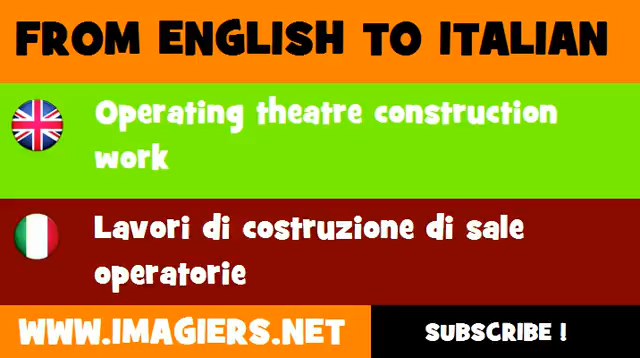 FROM ENGLISH TO ITALIAN
Operating theatre construction
work
Lavori di costruzione di sale
operatorie
WWW.IMAGIERS.NET
SUBSCRIBE !